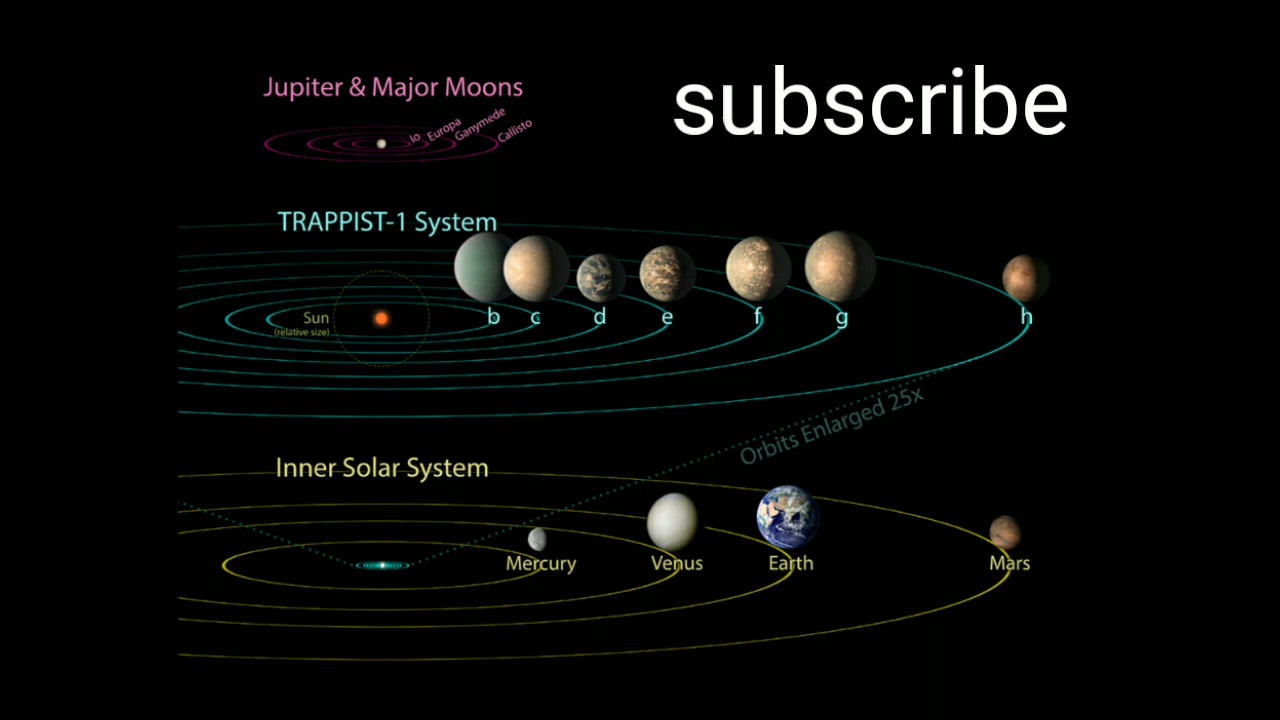 subscribe
Jupiter & Major Moons
Io
Europa
Ganymede
Callisto
TRAPPIST-1 System
Sun
(relative size)
b c d e f g h
Orbits Enlarged 25x
Inner Solar System
Mercury Venus Earth Mars